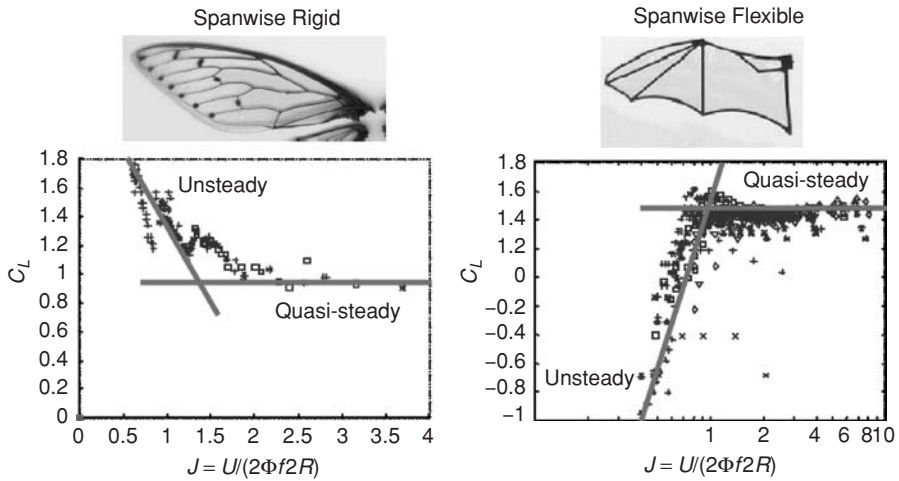 Spanwise Rigid
1.8
1.6
1.4
1.2
1
0.8
0.6
0.4
0.2
0
C_L
Unsteady
Quasi-steady
0 0.5 1 1.5 2 2.5 3 3.5 4
J = U/(2Φf2R)
Spanwise Flexible
1.8
1.6
1.4
1.2
0
−0.2
−0.4
−0.6
−0.8
−1
C_L
Quasi-steady
Unsteady
1 2 4 6 8 10
J = U/(2Φf2R)